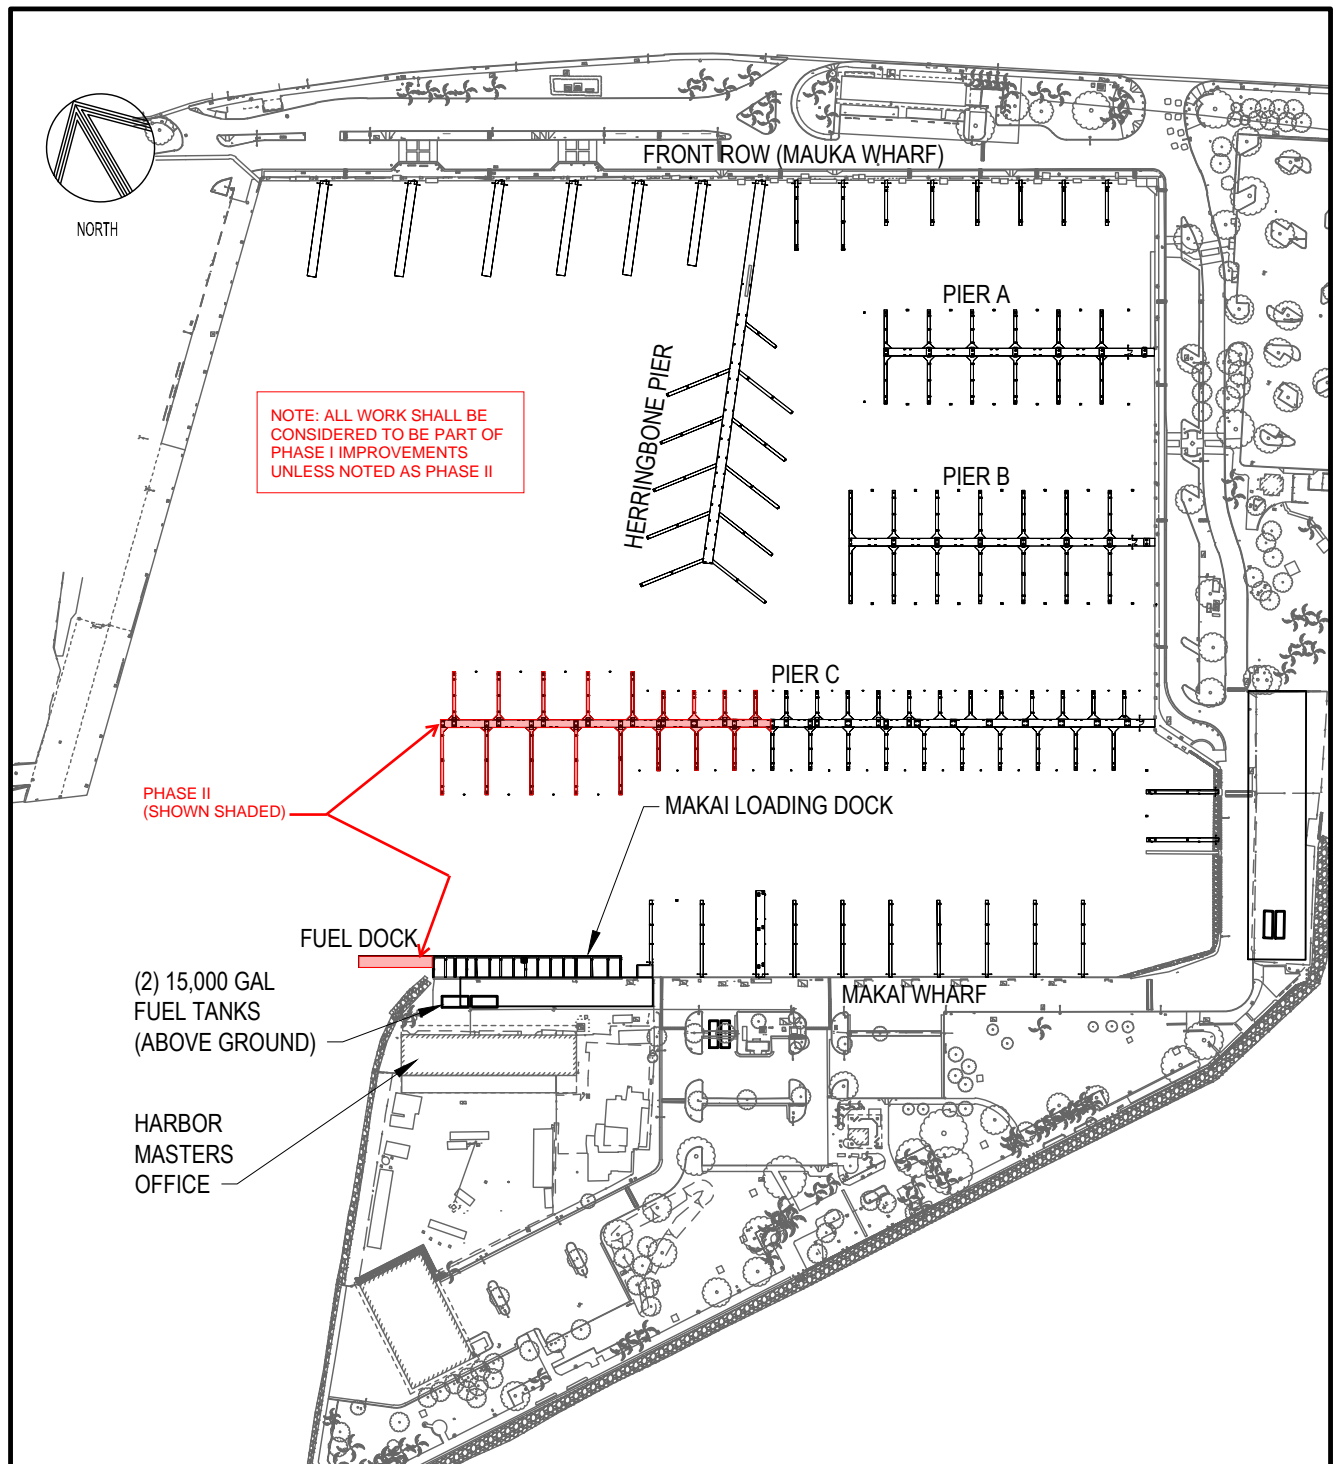 FRONT ROW (MAUKA WHARF)
NORTH
PIER A
HERRINGBONE PIER
NOTE: ALL WORK SHALL BE
CONSIDERED TO BE PART OF
PHASE I IMPROVEMENTS
UNLESS NOTED AS PHASE II
PIER B
PIER C
PHASE II
(SHOWN SHADED)
MAKAI LOADING DOCK
FUEL DOCK
(2) 15,000 GAL
FUEL TANKS
(ABOVE GROUND)
MAKAI WHARF
HARBOR
MASTERS
OFFICE